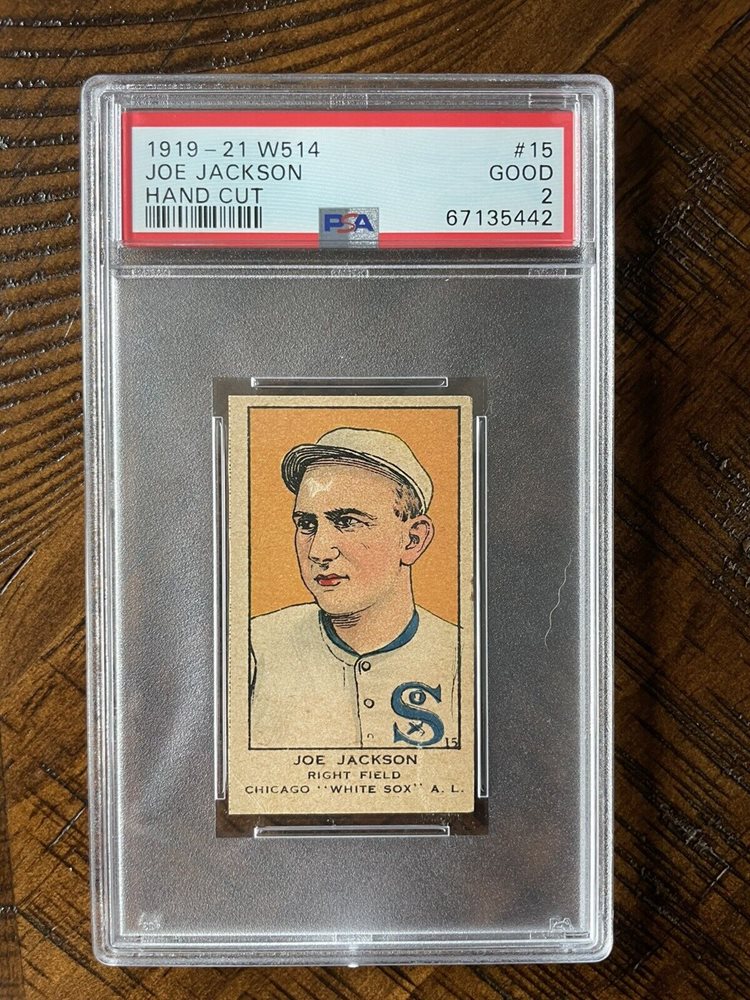 1919-21 W514 #15
JOE JACKSON GOOD
HAND CUT 2
PSA 67135442
S
O
X
15
JOE JACKSON
RIGHT FIELD
CHICAGO "WHITE SOX" A. L.